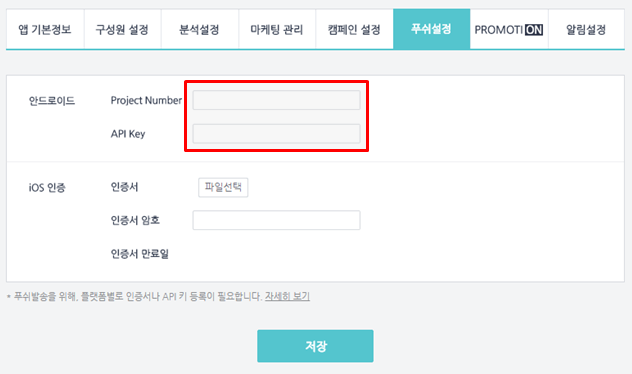 앱 기본정보 구성원 설정 분석설정 마케팅 관리 캠페인 설정 푸쉬설정 PROMOTION 알림설정
안드로이드 Project Number
API Key
iOS 인증 인증서 파일선택
인증서 암호
인증서 만료일
* 푸쉬발송을 위해, 플랫폼별로 인증서나 API 키 등록이 필요합니다. 자세히 보기
저장